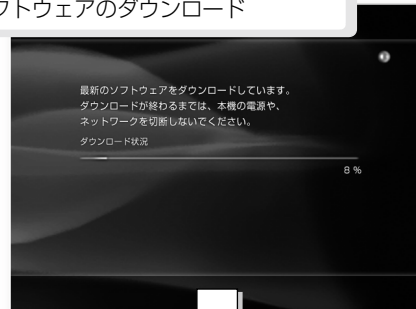 フトウェアのダウンロード
最新のソフトウェアをダウンロードしています。
ダウンロードが終わるまでは、本機の電源や、
ネットワークを切断しないでください。
ダウンロード状況
8 %